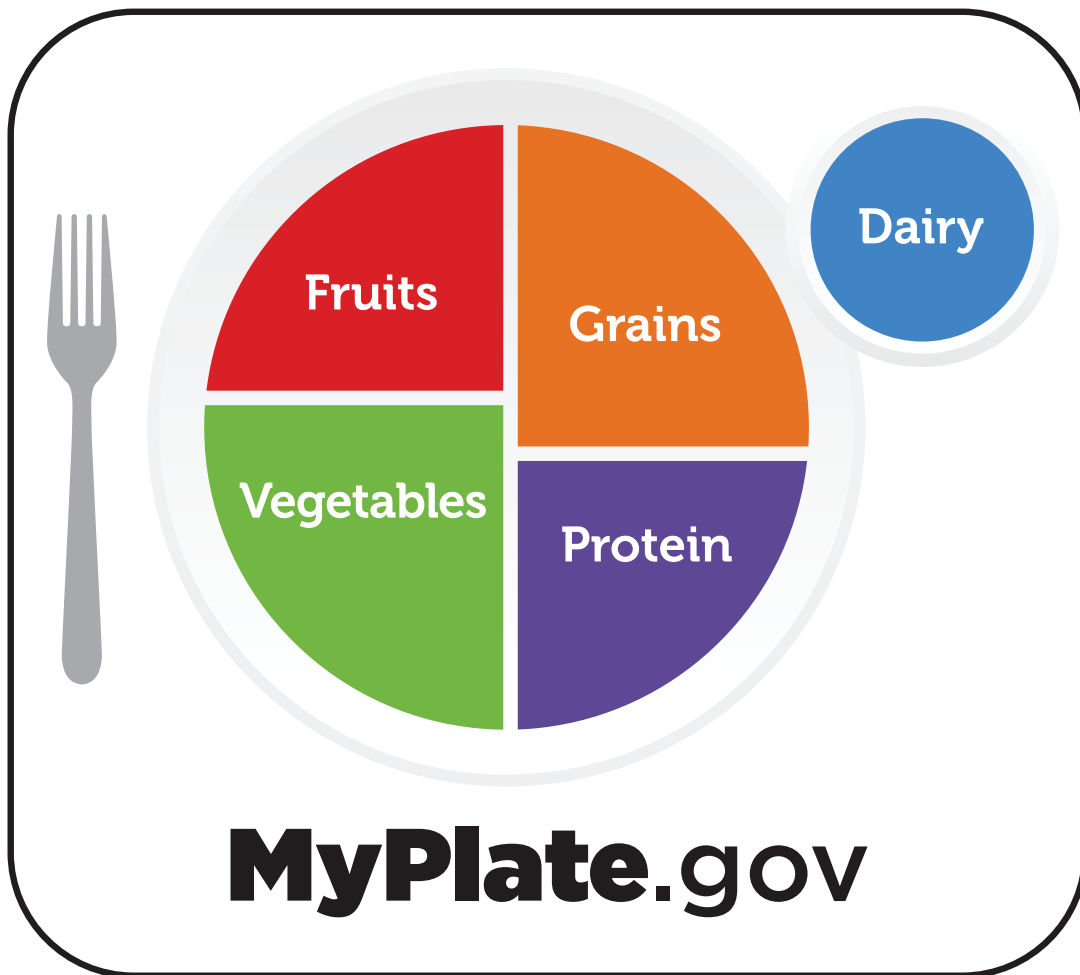 Fruits
Grains
Dairy
Vegetables
Protein
MyPlate.gov